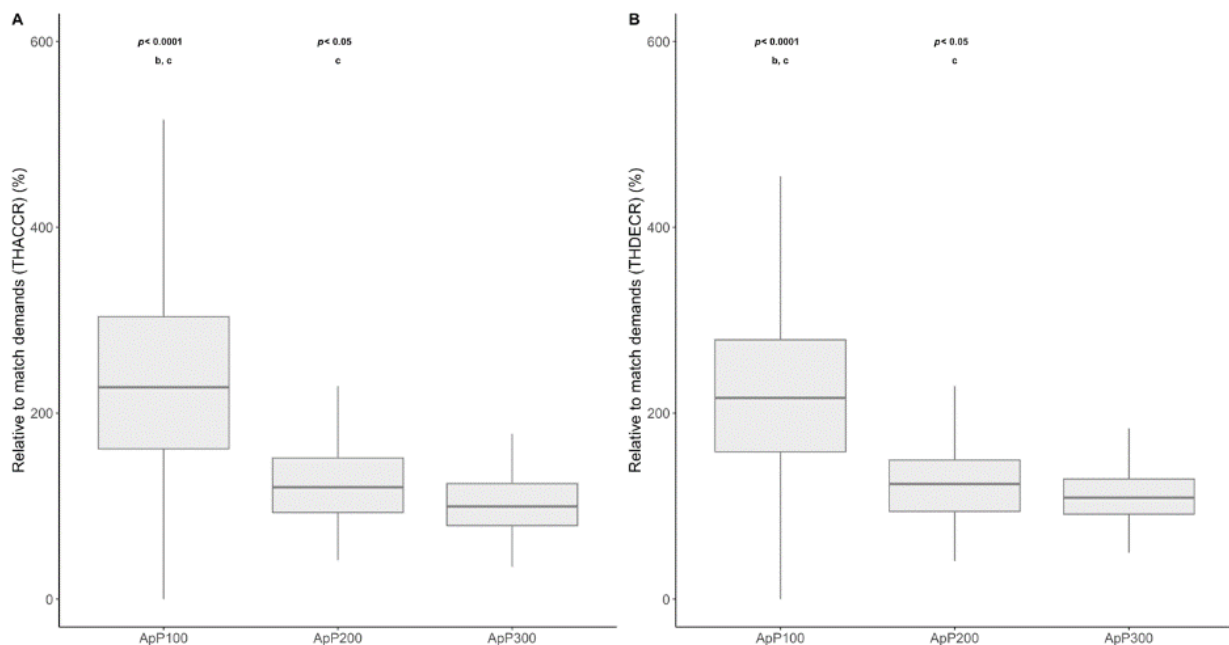 A
Relative to match demands (THACCR) (%)
600
400
200
0
p< 0.0001
b, c
p< 0.05
c
ApP100
ApP200
ApP300
B
Relative to match demands (THDECR) (%)
600
400
200
0
p< 0.0001
b, c
p< 0.05
c
ApP100
ApP200
ApP300